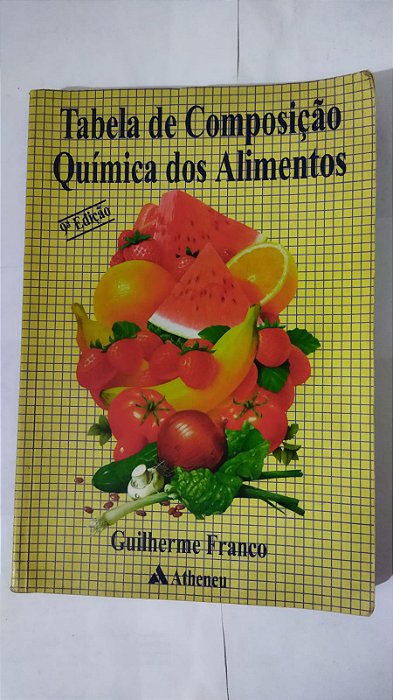 Tabela de Composição
Química dos Alimentos
9ª Edição
Guilherme Franco
Atheneu